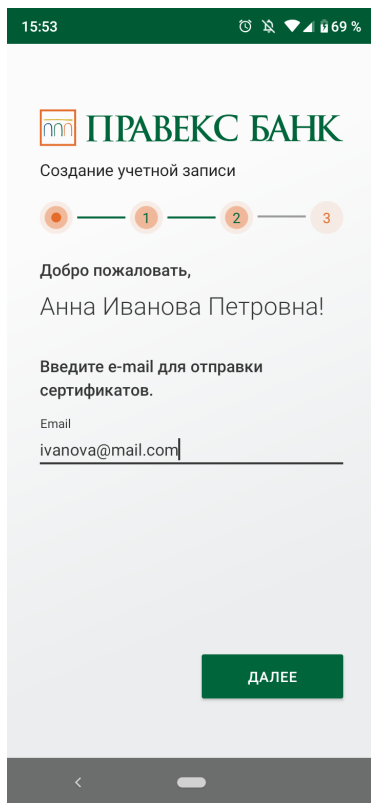 15:53
69 %
ПРАВЕКС БАНК
Создание учетной записи
1
2
3
Добро пожаловать,
Анна Иванова Петровна!
Введите e-mail для отправки
сертификатов.
Email
ivanova@mail.com
ДАЛЕЕ